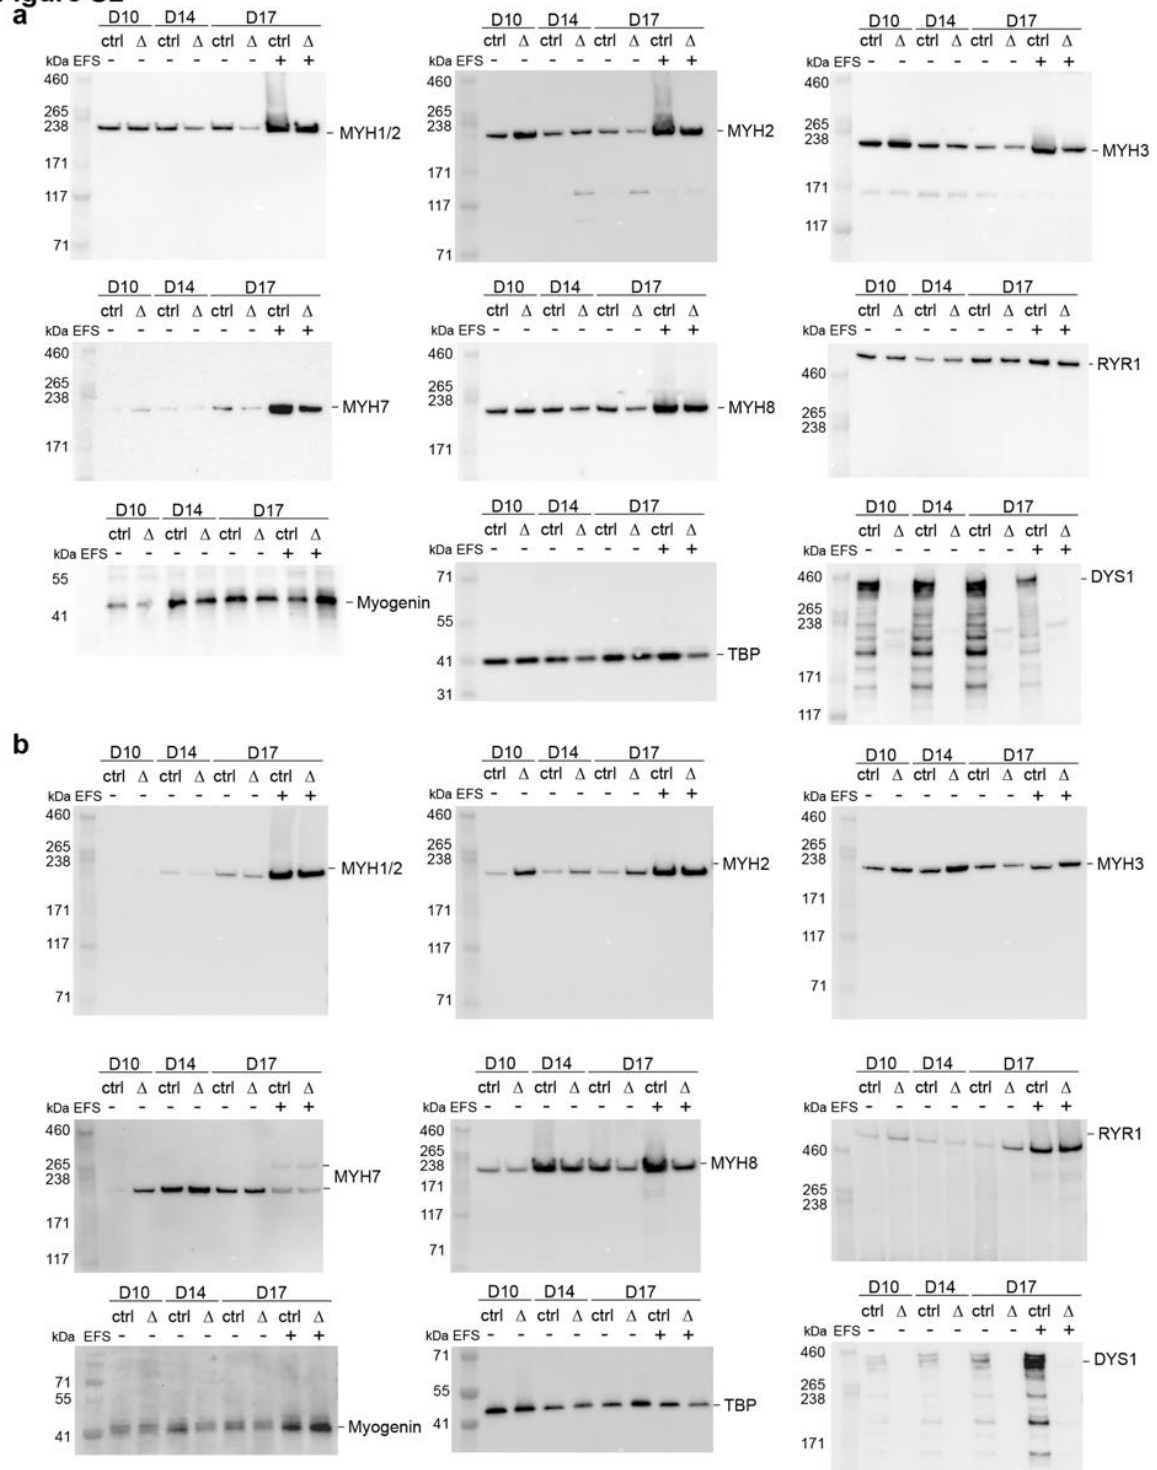 a
D10 D14 D17
ctrl Δ ctrl Δ ctrl Δ ctrl Δ
kDa EFS - - - - - - + +
460
265
238
171
117
71
MYH1/2
D10 D14 D17
ctrl Δ ctrl Δ ctrl Δ ctrl Δ
kDa EFS - - - - - - + +
460
265
238
171
117
71
MYH2
D10 D14 D17
ctrl Δ ctrl Δ ctrl Δ ctrl Δ
kDa EFS - - - - - - + +
460
265
238
171
117
MYH3
D10 D14 D17
ctrl Δ ctrl Δ ctrl Δ ctrl Δ
kDa EFS - - - - - - + +
460
265
238
171
MYH7
D10 D14 D17
ctrl Δ ctrl Δ ctrl Δ ctrl Δ
kDa EFS - - - - - - + +
460
265
238
171
MYH8
D10 D14 D17
ctrl Δ ctrl Δ ctrl Δ ctrl Δ
kDa EFS - - - - - - + +
460
265
238
RYR1
D10 D14 D17
ctrl Δ ctrl Δ ctrl Δ ctrl Δ
kDa EFS - - - - - - + +
55
41
Myogenin
D10 D14 D17
ctrl Δ ctrl Δ ctrl Δ ctrl Δ
kDa EFS - - - - - - + +
71
55
41
31
TBP
D10 D14 D17
ctrl Δ ctrl Δ ctrl Δ ctrl Δ
kDa EFS - - - - - - + +
460
265
238
171
117
DYS1
b
D10 D14 D17
ctrl Δ ctrl Δ ctrl Δ ctrl Δ
kDa EFS - - - - - - + +
460
265
238
171
117
71
MYH1/2
D10 D14 D17
ctrl Δ ctrl Δ ctrl Δ ctrl Δ
kDa EFS - - - - - - + +
460
265
238
171
117
71
MYH2
D10 D14 D17
ctrl Δ ctrl Δ ctrl Δ ctrl Δ
kDa EFS - - - - - - + +
460
265
238
171
117
71
MYH3
D10 D14 D17
ctrl Δ ctrl Δ ctrl Δ ctrl Δ
kDa EFS - - - - - - + +
460
265
238
171
117
MYH7
D10 D14 D17
ctrl Δ ctrl Δ ctrl Δ ctrl Δ
kDa EFS - - - - - - + +
460
265
238
171
117
71
MYH8
D10 D14 D17
ctrl Δ ctrl Δ ctrl Δ ctrl Δ
kDa EFS - - - - - - + +
460
265
238
RYR1
D10 D14 D17
ctrl Δ ctrl Δ ctrl Δ ctrl Δ
kDa EFS - - - - - - + +
71
55
41
Myogenin
D10 D14 D17
ctrl Δ ctrl Δ ctrl Δ ctrl Δ
kDa EFS - - - - - - + +
71
55
41
TBP
D10 D14 D17
ctrl Δ ctrl Δ ctrl Δ ctrl Δ
kDa EFS - - - - - - + +
460
265
238
171
DYS1